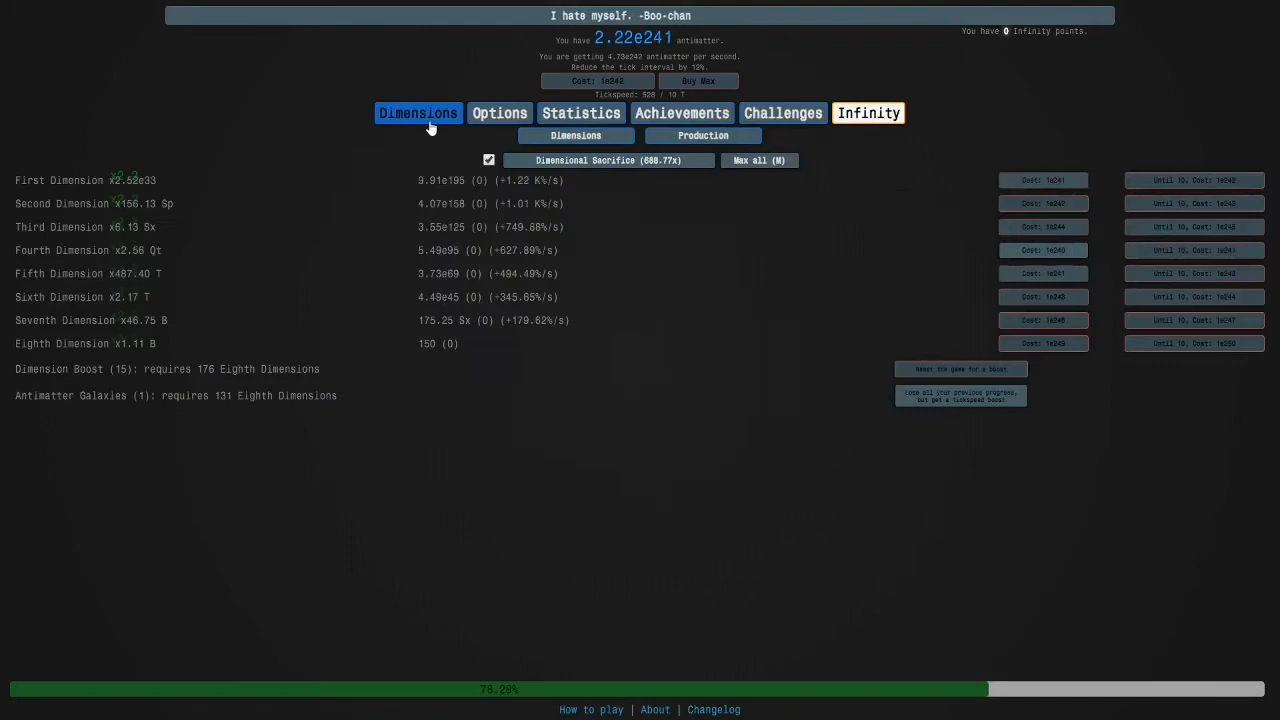 I hate myself. -Boo-chan
You have 2.22e241 antimatter.
You have 0 Infinity points.
You are getting 4.73e242 antimatter per second.
Reduce the tick interval by 12%.
Cost: 1e242 Buy Max
Tickspeed: 528 / 10 T
Dimensions Options Statistics Achievements Challenges Infinity
Dimensions Production
Dimensional Sacrifice (688.77x) Max all (M)
First Dimension x2.52e33 9.91e195 (0) (+1.22 K%/s) Cost: 1e241 Until 10, Cost: 1e242
Second Dimension x156.13 Sp 4.07e158 (0) (+1.01 K%/s) Cost: 1e242 Until 10, Cost: 1e243
Third Dimension x6.13 Sx 3.55e125 (0) (+749.88%/s) Cost: 1e244 Until 10, Cost: 1e245
Fourth Dimension x2.56 Qt 5.49e95 (0) (+627.89%/s) Cost: 1e240 Until 10, Cost: 1e241
Fifth Dimension x487.40 T 3.73e69 (0) (+494.49%/s) Cost: 1e241 Until 10, Cost: 1e242
Sixth Dimension x2.17 T 4.49e45 (0) (+345.65%/s) Cost: 1e243 Until 10, Cost: 1e244
Seventh Dimension x46.75 B 175.25 Sx (0) (+179.62%/s) Cost: 1e246 Until 10, Cost: 1e247
Eighth Dimension x1.11 B 150 (0) Cost: 1e249 Until 10, Cost: 1e250
Dimension Boost (15): requires 176 Eighth Dimensions Reset the game for a boost
Antimatter Galaxies (1): requires 131 Eighth Dimensions Lose all your previous progress,
but get a tickspeed boost
78.28%
How to play | About | Changelog